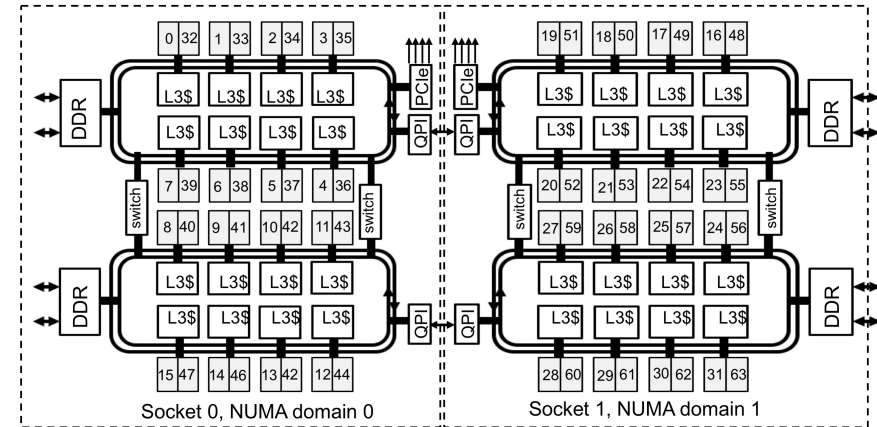 0 32 1 33 2 34 3 35 19 51 18 50 17 49 16 48
DDR L3$ L3$ L3$ L3$ PCIe PCIe L3$ L3$ L3$ L3$ DDR
L3$ L3$ L3$ L3$ QPI QPI L3$ L3$ L3$ L3$
7 39 6 38 5 37 4 36 20 52 21 53 22 54 23 55
switch switch switch switch
8 40 9 41 10 42 11 43 27 59 26 58 25 57 24 56
DDR L3$ L3$ L3$ L3$ L3$ L3$ L3$ L3$ DDR
L3$ L3$ L3$ L3$ QPI QPI L3$ L3$ L3$ L3$
15 47 14 46 13 42 12 44 28 60 29 61 30 62 31 63
Socket 0, NUMA domain 0 Socket 1, NUMA domain 1